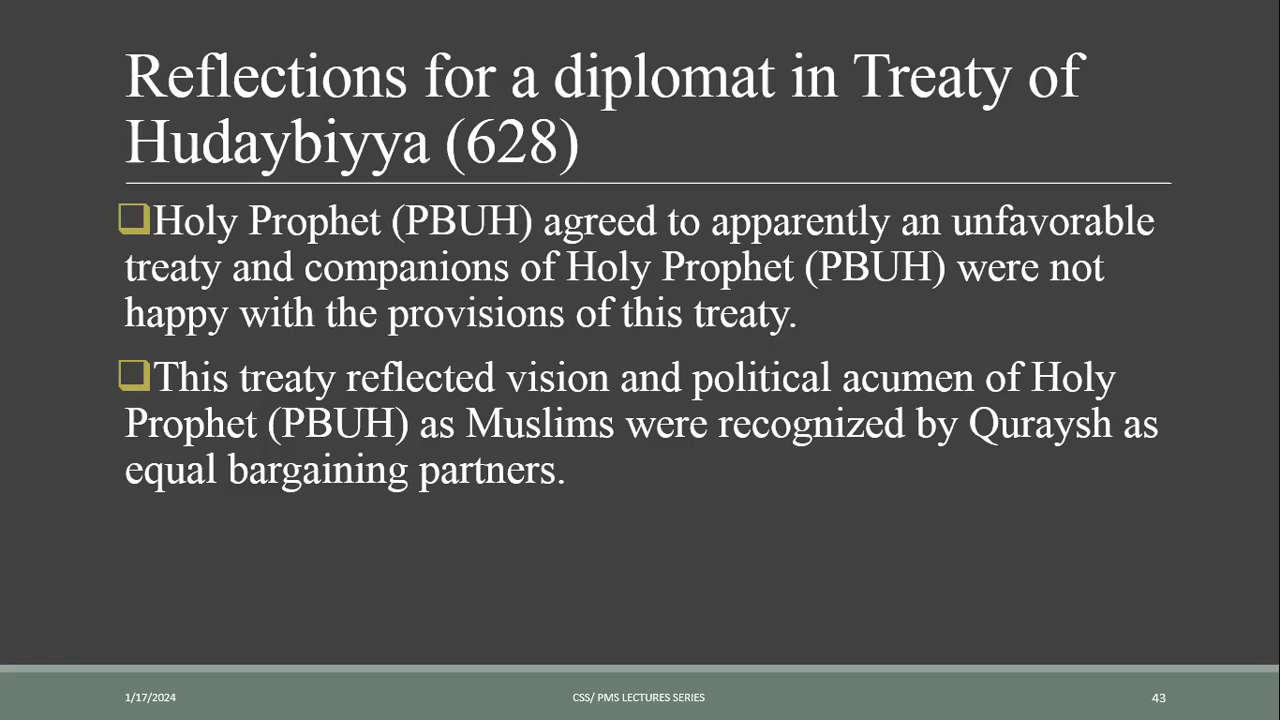 Reflections for a diplomat in Treaty of
Hudaybiyya (628)
Holy Prophet (PBUH) agreed to apparently an unfavorable
treaty and companions of Holy Prophet (PBUH) were not
happy with the provisions of this treaty.
This treaty reflected vision and political acumen of Holy
Prophet (PBUH) as Muslims were recognized by Quraysh as
equal bargaining partners.
1/17/2024
CSS/ PMS LECTURES SERIES
43